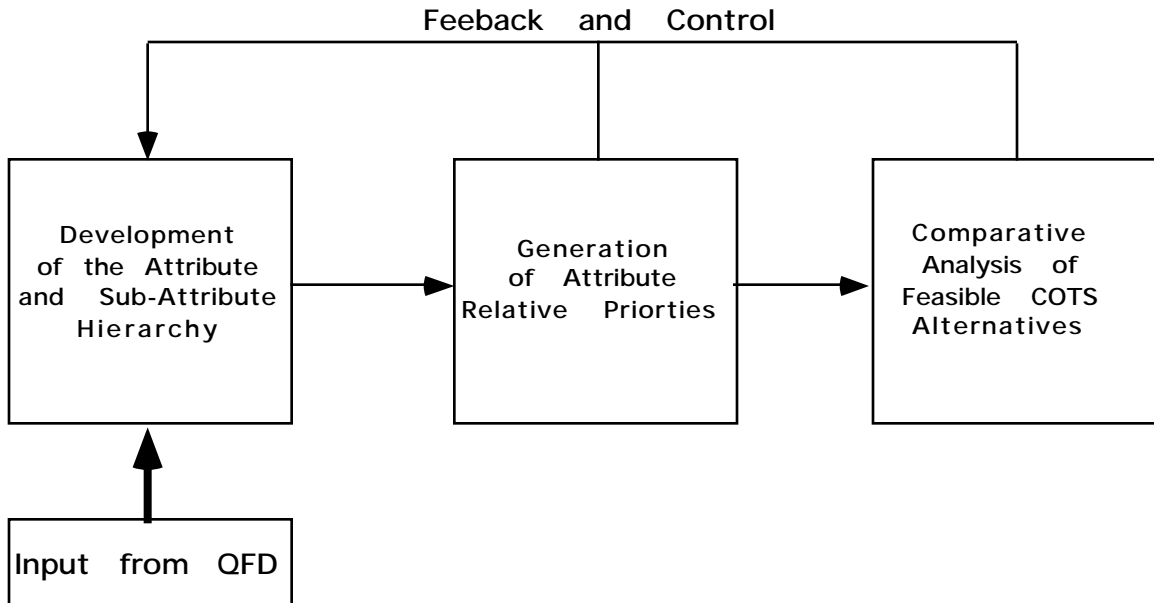 Feeback and Control
Development
of the Attribute
and Sub-Attribute
Hierarchy
Generation
of Attribute
Relative Priorties
Comparative
Analysis of
Feasible COTS
Alternatives
Input from QFD